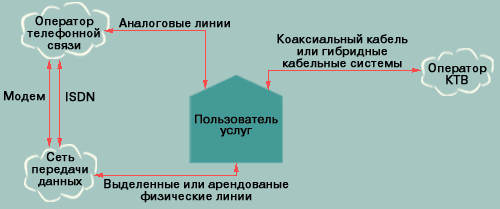 Оператор
телефонной
связи
Аналоговые линии
Коаксиальный кабель
или гибридные
кабельные системы
Оператор
КТВ
Модем
ISDN
Пользователь
услуг
Сеть
передачи
данных
Выделенные или арендованые
физические линии